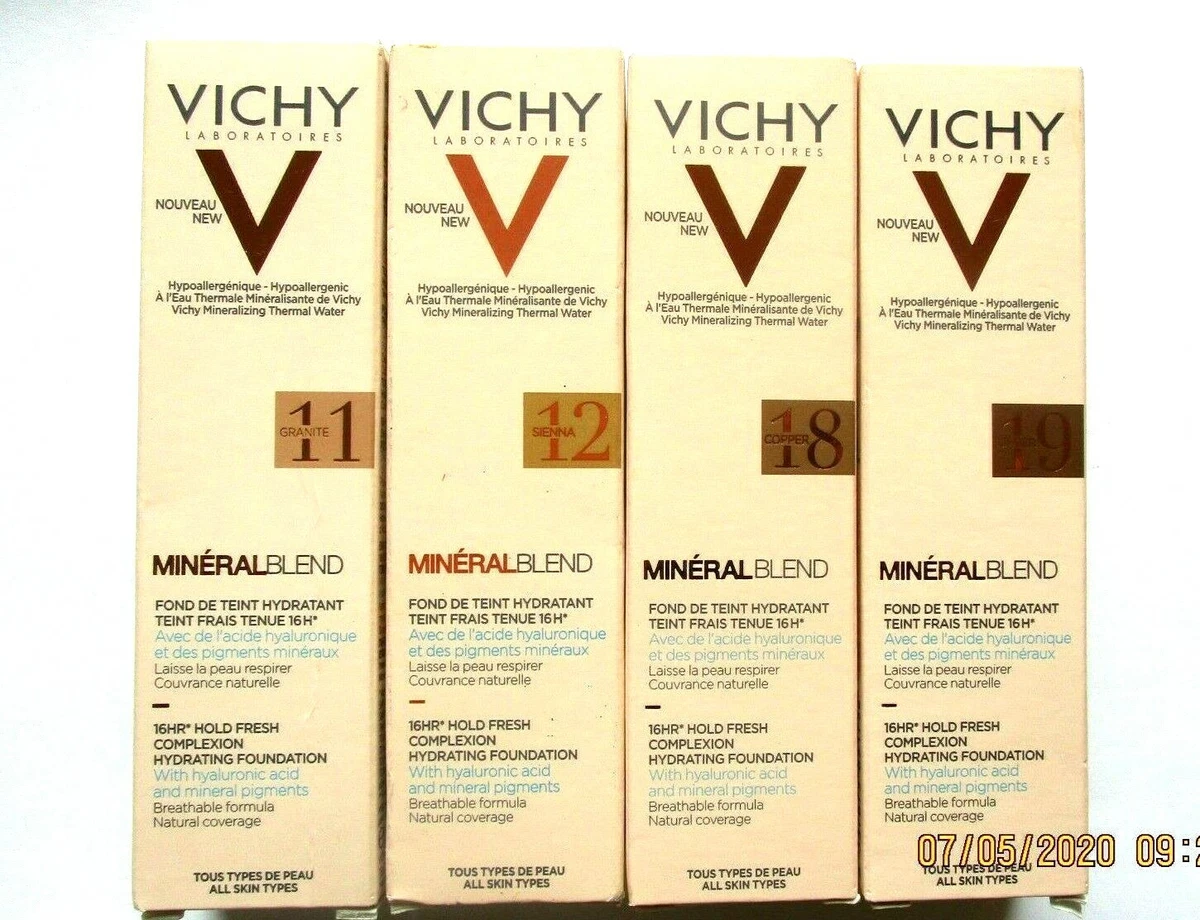 VICHY
LABORATOIRES
V
NOUVEAU
NEW
Hypoallergénique - Hypoallergenic
À l'Eau Thermale Minéralisante de Vichy
Vichy Mineralizing Thermal Water
11
GRANITE
MINÉRALBLEND
FOND DE TEINT HYDRATANT
TEINT FRAIS TENUE 16H*
Avec de l'acide hyaluronique
et des pigments minéraux
Laisse la peau respirer
Couvrance naturelle
16HR* HOLD FRESH
COMPLEXION
HYDRATING FOUNDATION
With hyaluronic acid
and mineral pigments
Breathable formula
Natural coverage
TOUS TYPES DE PEAU
ALL SKIN TYPES
VICHY
LABORATOIRES
V
NOUVEAU
NEW
Hypoallergénique - Hypoallergenic
À l'Eau Thermale Minéralisante de Vichy
Vichy Mineralizing Thermal Water
12
SIENNA
MINÉRALBLEND
FOND DE TEINT HYDRATANT
TEINT FRAIS TENUE 16H*
Avec de l'acide hyaluronique
et des pigments minéraux
Laisse la peau respirer
Couvrance naturelle
16HR* HOLD FRESH
COMPLEXION
HYDRATING FOUNDATION
With hyaluronic acid
and mineral pigments
Breathable formula
Natural coverage
TOUS TYPES DE PEAU
ALL SKIN TYPES
VICHY
LABORATOIRES
V
NOUVEAU
NEW
Hypoallergénique - Hypoallergenic
À l'Eau Thermale Minéralisante de Vichy
Vichy Mineralizing Thermal Water
18
COPPER
MINÉRALBLEND
FOND DE TEINT HYDRATANT
TEINT FRAIS TENUE 16H*
Avec de l'acide hyaluronique
et des pigments minéraux
Laisse la peau respirer
Couvrance naturelle
16HR* HOLD FRESH
COMPLEXION
HYDRATING FOUNDATION
With hyaluronic acid
and mineral pigments
Breathable formula
Natural coverage
TOUS TYPES DE PEAU
ALL SKIN TYPES
VICHY
LABORATOIRES
V
NOUVEAU
NEW
Hypoallergénique - Hypoallergenic
À l'Eau Thermale Minéralisante de Vichy
Vichy Mineralizing Thermal Water
19
MINÉRALBLEND
FOND DE TEINT HYDRATANT
TEINT FRAIS TENUE 16H*
Avec de l'acide hyaluronique
et des pigments minéraux
Laisse la peau respirer
Couvrance naturelle
16HR* HOLD FRESH
COMPLEXION
HYDRATING FOUNDATION
With hyaluronic acid
and mineral pigments
Breathable formula
Natural coverage
TOUS TYPES DE PEAU
ALL SKIN TYPES
07/05/2020 09:2